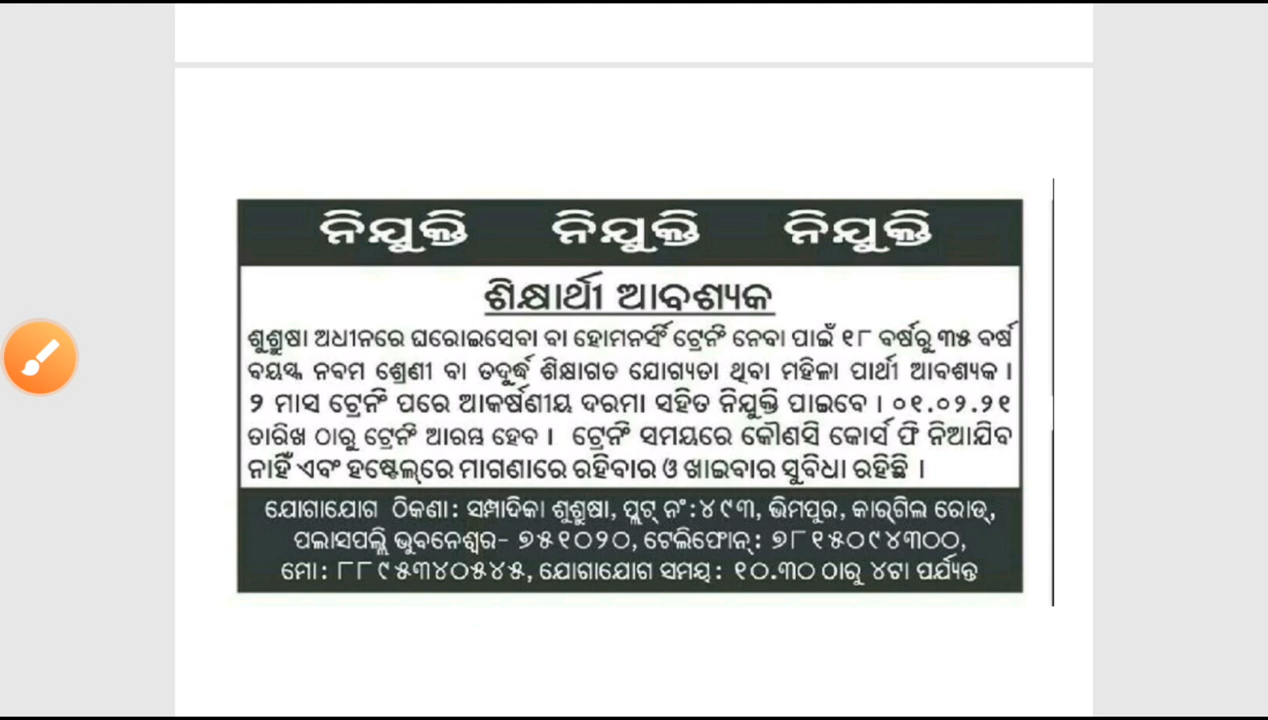 ନିଯୁକ୍ତି ନିଯୁକ୍ତି ନିଯୁକ୍ତି
ଶିକ୍ଷାର୍ଥୀ ଆବଶ୍ୟକ
ଶୁଶ୍ରୁଷା ଅଧୀନରେ ଘରୋଇସେବା ବା ହୋମନର୍ସିଂ ଟ୍ରେନିଂ ନେବା ପାଇଁ ୧୮ ବର୍ଷରୁ ୩୫ ବର୍ଷ
ବୟସ୍କ ନବମ ଶ୍ରେଣୀ ବା ତଦୁର୍ଦ୍ଧ୍ୱ ଶିକ୍ଷାଗତ ଯୋଗ୍ୟତା ଥିବା ମହିଳା ପାର୍ଥୀ ଆବଶ୍ୟକ ।
୨ ମାସ ଟ୍ରେନିଂ ପରେ ଆକର୍ଷଣୀୟ ଦରମା ସହିତ ନିଯୁକ୍ତି ପାଇବେ । ୦୧.୦୨.୨୧
ତାରିଖ ଠାରୁ ଟ୍ରେନିଂ ଆରମ୍ଭ ହେବ । ଟ୍ରେନିଂ ସମୟରେ କୌଣସି କୋର୍ସ ଫି ନିଆଯିବ
ନାହିଁ ଏବଂ ହଷ୍ଟେଲ୍‌ରେ ମାଗଣାରେ ରହିବାର ଓ ଖାଇବାର ସୁବିଧା ରହିଛି ।
ଯୋଗାଯୋଗ ଠିକଣା: ସମ୍ପାଦିକା ଶୁଶ୍ରୁଷା, ପ୍ଲଟ୍ ନଂ:୪୯୩, ଭିମପୁର, କାର୍‌ଗିଲ ରୋଡ୍,
ପଲାସପଲ୍ଲି ଭୁବନେଶ୍ୱର- ୭୫୧୦୨୦, ଟେଲିଫୋନ୍: ୭୮୧୫୦୯୪୩୦୦,
ମୋ: ୮୮୯୫୩୪୦୫୪୫, ଯୋଗାଯୋଗ ସମୟ: ୧୦.୩୦ ଠାରୁ ୪ଟା ପର୍ଯ୍ୟନ୍ତ